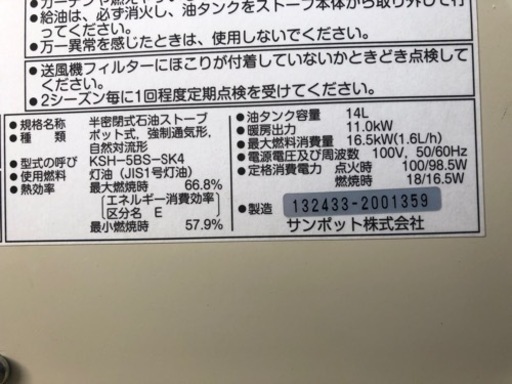 ●カーテンや燃えやす
●給油は、必ず消火し、油タンクをストーブ本体から取り外して行
ってください。
●万一異常を感じたときは、使用しないでください。
●送風機フィルターにほこりが付着していないかときどき点検して
ください。
●2シーズン毎に1回程度定期点検を受けてください。
●規格名称 半密閉式石油ストーブ
●種類 ポット式，強制通気形，
自然対流形
●型式の呼び KSH-5BS-SK4
●使用燃料 灯油（JIS1号灯油）
●熱効率 最大燃焼時 66.8%
エネルギー消費効率
区分名 E
最小燃焼時 57.9%
●油タンク容量 14L
●暖房出力 11.0kW
●最大燃料消費量 16.5kW(1.6L/h)
●電源電圧及び周波数 100V，50/60Hz
●定格消費電力 点火時 100/98.5W
燃焼時 18/16.5W
●製造 132433-2001359
サンポット株式会社